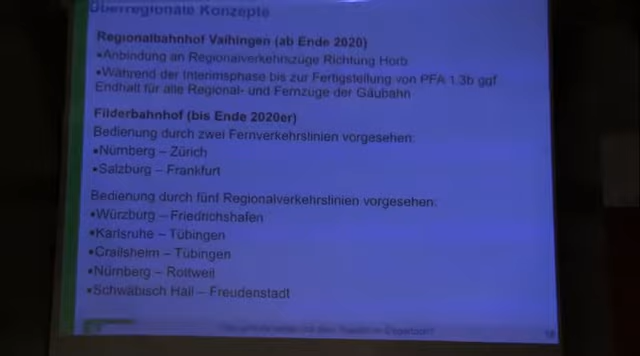 überregionale Konzepte
Regionalbahnhof Vaihingen (ab Ende 2020)
▪Anbindung an Regionalverkehrszüge Richtung Horb
▪Während der Interimsphase bis zur Fertigstellung von PFA 1.3b ggf
Endhalt für alle Regional- und Fernzüge der Gäubahn
Filderbahnhof (bis Ende 2020er)
Bedienung durch zwei Fernverkehrslinien vorgesehen:
▪Nürnberg – Zürich
▪Salzburg – Frankfurt
Bedienung durch fünf Regionalverkehrslinien vorgesehen:
▪Würzburg – Friedrichshafen
▪Karlsruhe – Tübingen
▪Crailsheim – Tübingen
▪Nürnberg – Rottweil
▪Schwäbisch Hall – Freudenstadt